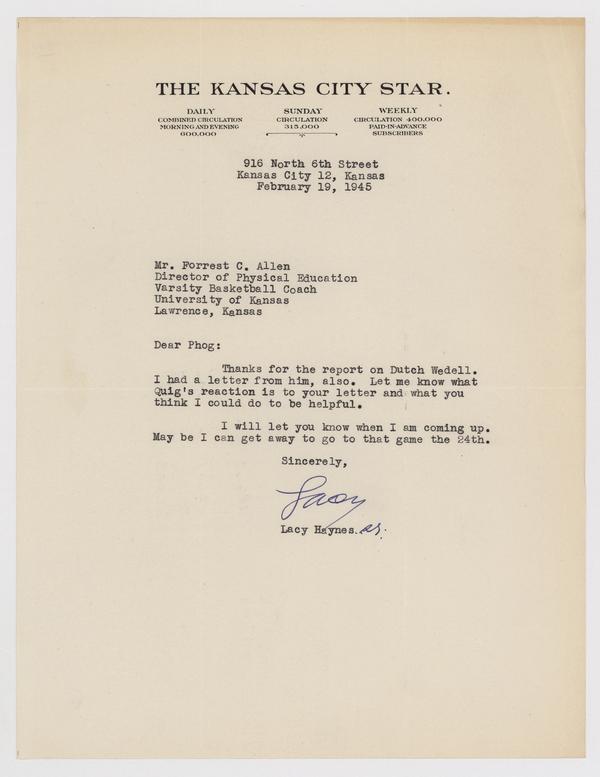 THE KANSAS CITY STAR.
DAILY
COMBINED CIRCULATION
MORNING AND EVENING
600,000
SUNDAY
CIRCULATION
315,000
WEEKLY
CIRCULATION 400,000
PAID-IN-ADVANCE
SUBSCRIBERS
916 North 6th Street
Kansas City 12, Kansas
February 19, 1945
Mr. Forrest C. Allen
Director of Physical Education
Varsity Basketball Coach
University of Kansas
Lawrence, Kansas
Dear Phog:
Thanks for the report on Dutch Wedell.
I had a letter from him, also. Let me know what
Quig's reaction is to your letter and what you
think I could do to be helpful.
I will let you know when I am coming up.
May be I can get away to go to that game the 24th.
Sincerely,
Lacy
Lacy Haynes.